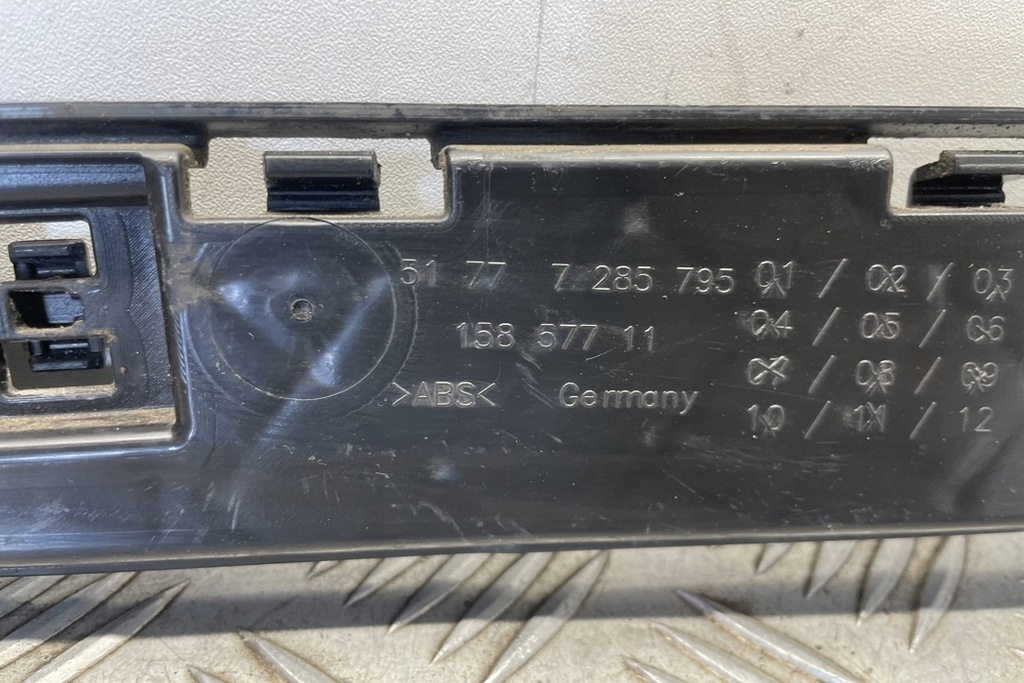 51 77 7 285 795 01 / 02 / 03
158 577 11 04 / 05 / 06
>ABS< Germany 07 / 08 / 09
10 / 11 / 12